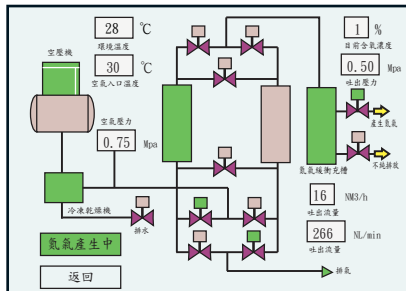 28 ℃
環境溫度
空壓機
30 ℃
空氣入口溫度
空氣壓力
0.75 Mpa
冷凍乾燥機
排水
氮氣產生中
返回
1 %
目前含氧濃度
0.50 Mpa
吐出壓力
產生氮氣
不純排放
氮氣緩衝充槽
16 NM3/h
吐出流量
266 NL/min
吐出流量
排氣